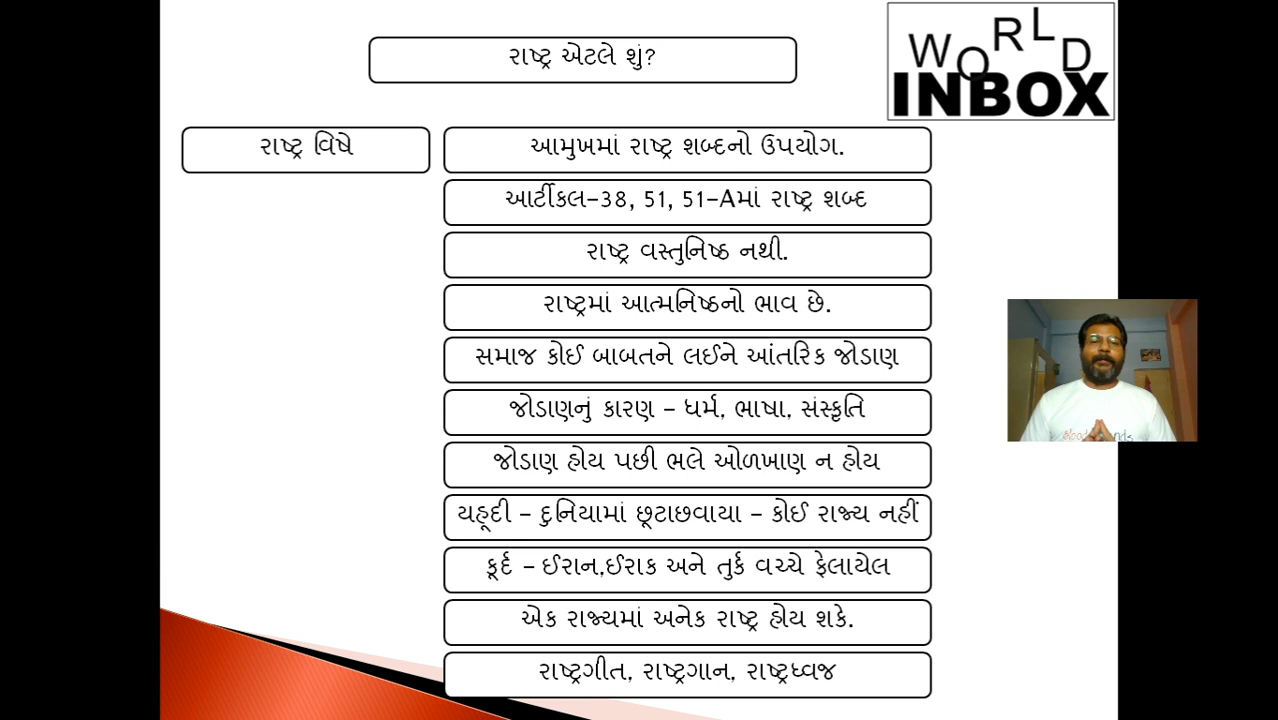 રાષ્ટ્ર એટલે શું?
WORLD
INBOX
રાષ્ટ્ર વિષે
આમુખમાં રાષ્ટ્ર શબ્દનો ઉપયોગ.
આર્ટીકલ–38, 51, 51–Aમાં રાષ્ટ્ર શબ્દ
રાષ્ટ્ર વસ્તુનિષ્ઠ નથી.
રાષ્ટ્રમાં આત્મનિષ્ઠનો ભાવ છે.
સમાજ કોઈ બાબતને લઈને આંતરિક જોડાણ
જોડાણનું કારણ – ધર્મ, ભાષા, સંસ્કૃતિ
જોડાણ હોય પછી ભલે ઓળખાણ ન હોય
યહૂદી – દુનિયામાં છૂટાછવાયા – કોઈ રાજ્ય નહીં
કૂર્દ – ઈરાન,ઈરાક અને તુર્ક વચ્ચે ફેલાયેલ
એક રાજ્યમાં અનેક રાષ્ટ્ર હોય શકે.
રાષ્ટ્રગીત, રાષ્ટ્રગાન, રાષ્ટ્રધ્વજ